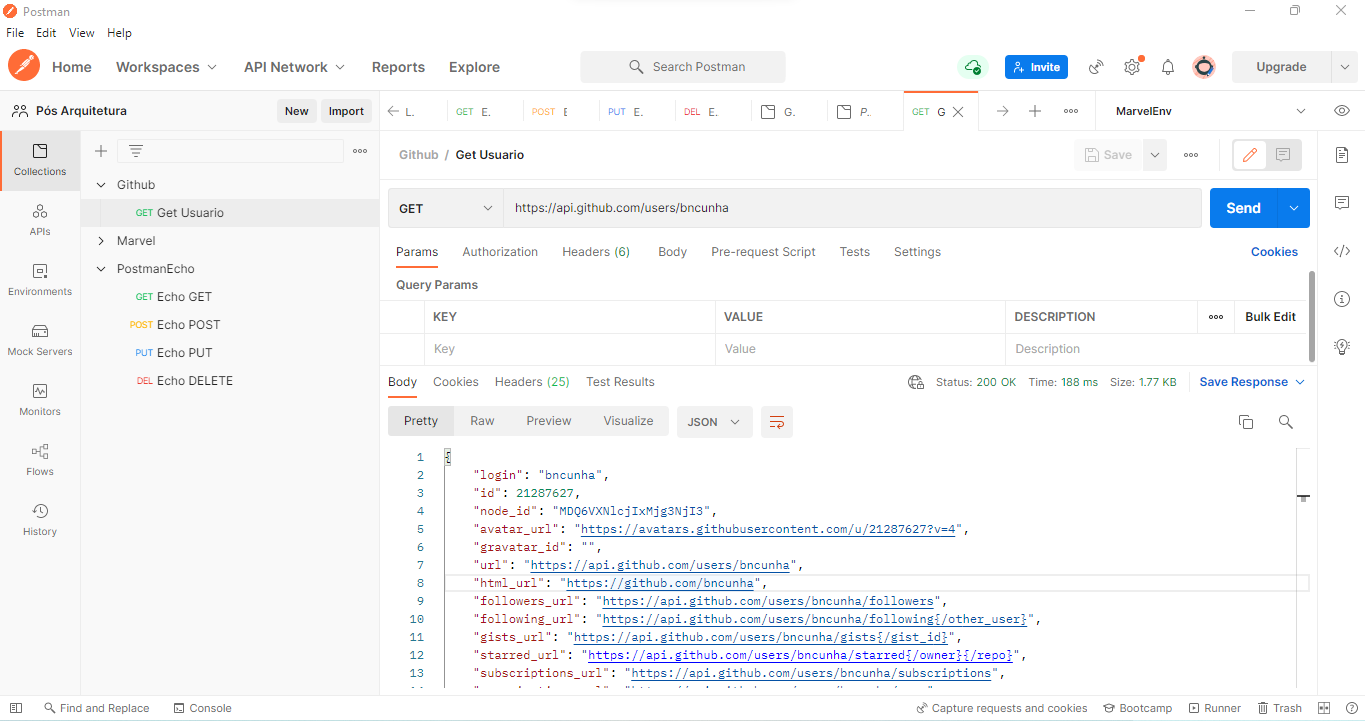 Postman
File Edit View Help
Home Workspaces API Network Reports Explore Search Postman Invite Upgrade
Pós Arquitetura New Import L. GET E. POST E PUT E. DEL E. G. P.. GET G MarvelEnv
Collections
APIs
Environments
Mock Servers
Monitors
Flows
History
Github
GET Get Usuario
Marvel
PostmanEcho
GET Echo GET
POST Echo POST
PUT Echo PUT
DEL Echo DELETE
Github / Get Usuario Save
GET https://api.github.com/users/bncunha Send
Params Authorization Headers (6) Body Pre-request Script Tests Settings Cookies
Query Params
KEY VALUE DESCRIPTION Bulk Edit
Key Value Description
Body Cookies Headers (25) Test Results Status: 200 OK Time: 188 ms Size: 1.77 KB Save Response
Pretty Raw Preview Visualize JSON
1 {
2 "login": "bncunha",
3 "id": 21287627,
4 "node_id": "MDQ6VXNlcjIxMjg3NjI3",
5 "avatar_url": "https://avatars.githubusercontent.com/u/21287627?v=4",
6 "gravatar_id": "",
7 "url": "https://api.github.com/users/bncunha",
8 "html_url": "https://github.com/bncunha",
9 "followers_url": "https://api.github.com/users/bncunha/followers",
10 "following_url": "https://api.github.com/users/bncunha/following{/other_user}",
11 "gists_url": "https://api.github.com/users/bncunha/gists{/gist_id}",
12 "starred_url": "https://api.github.com/users/bncunha/starred{/owner}{/repo}",
13 "subscriptions_url": "https://api.github.com/users/bncunha/subscriptions",
Find and Replace Console Capture requests and cookies Bootcamp Runner Trash